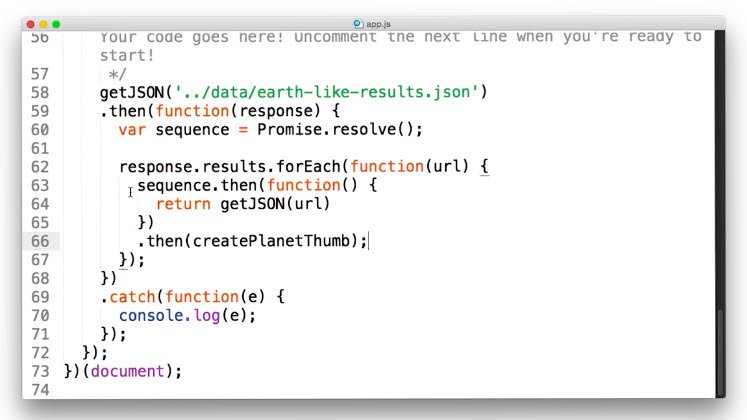 app.js
56 Your code goes here! Uncomment the next line when you're ready to
start!
57 */
58 getJSON('../data/earth-like-results.json')
59 .then(function(response) {
60 var sequence = Promise.resolve();
61
62 response.results.forEach(function(url) {
63 sequence.then(function() {
64 return getJSON(url)
65 })
66 .then(createPlanetThumb);
67 });
68 })
69 .catch(function(e) {
70 console.log(e);
71 });
72 });
73 })(document);
74